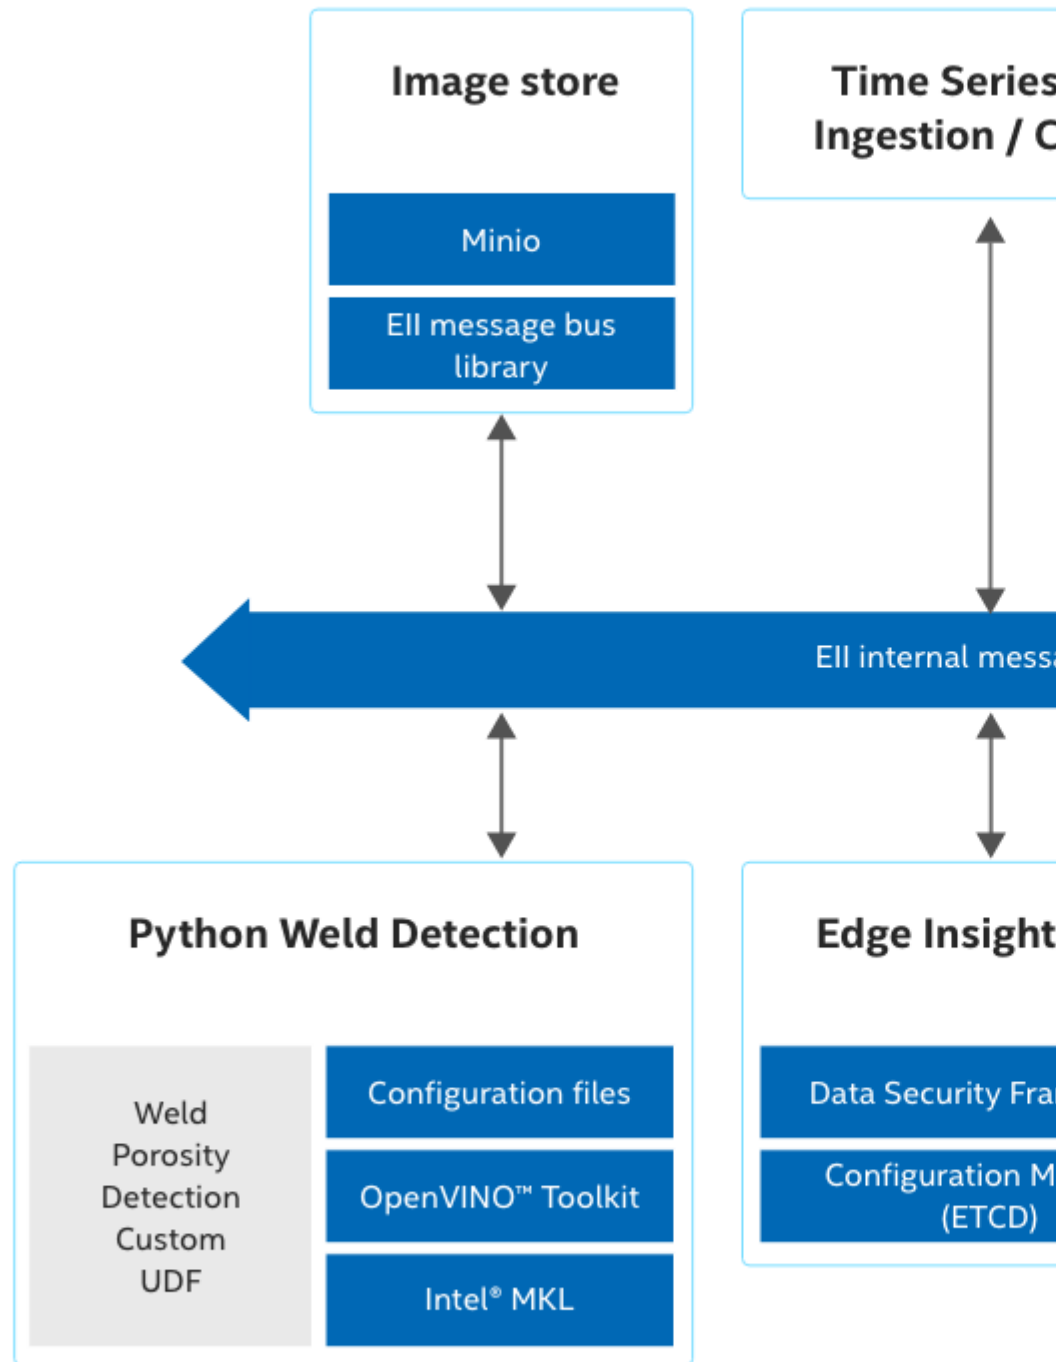 Image store
Minio
EII message bus
library
Time Series
Ingestion /
EII internal
Python Weld Detection
Weld
Porosity
Detection
Custom
UDF
Configuration files
OpenVINO™ Toolkit
Intel® MKL
Edge
Data Security
Configuration
(ETCD)